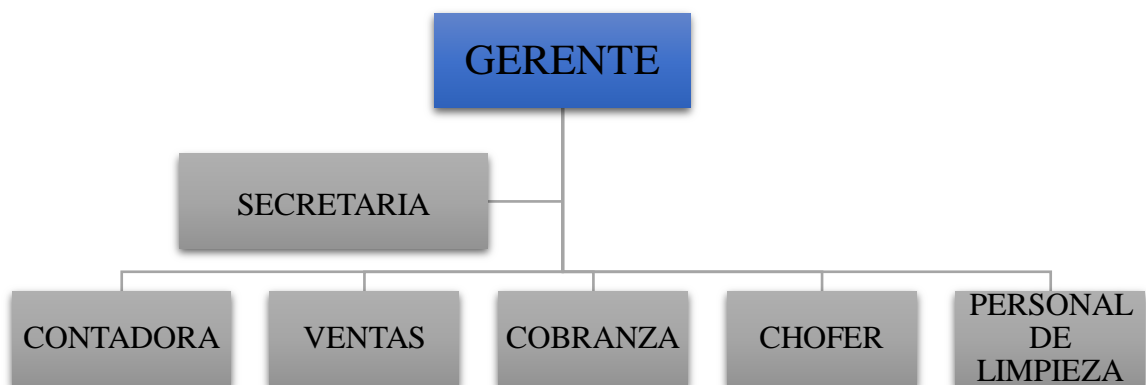 GERENTE
SECRETARIA
CONTADORA
VENTAS
COBRANZA
CHOFER
PERSONAL
DE
LIMPIEZA